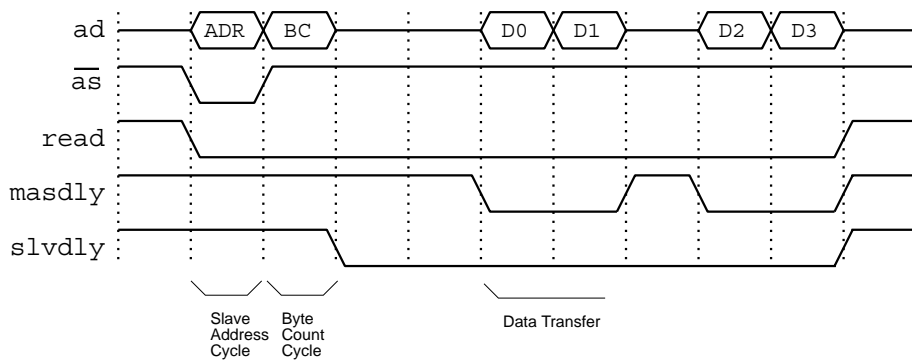 ad ADR BC D0 D1 D2 D3
as
read
masdly
slvdly
Slave Address Cycle
Byte Count Cycle
Data Transfer